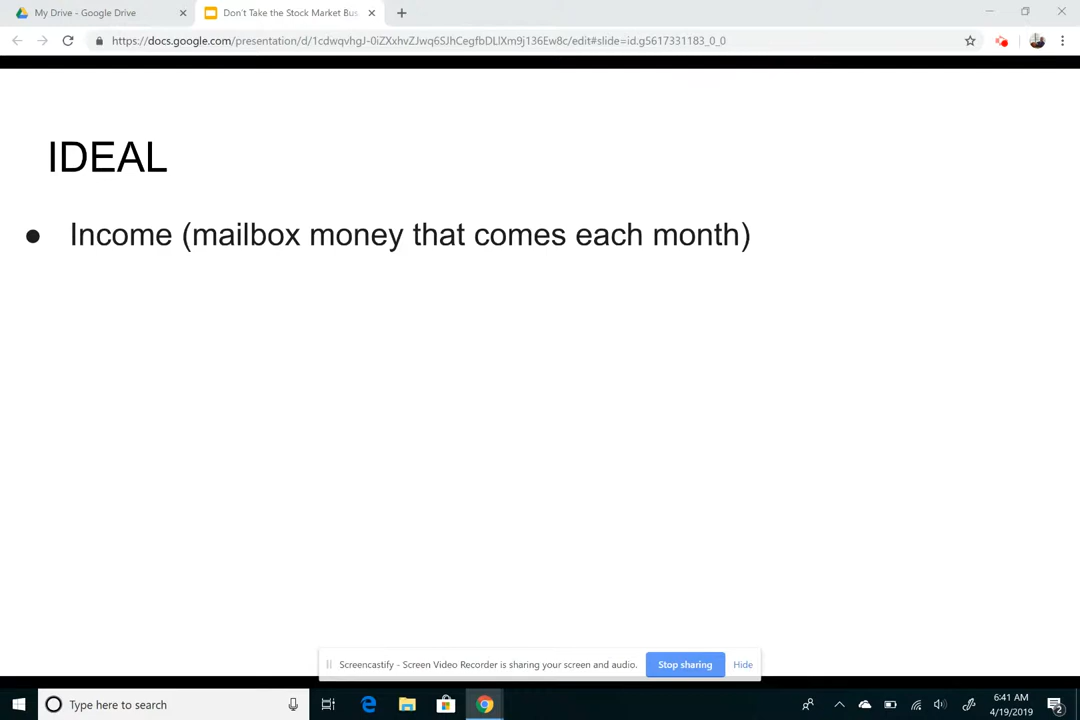 My Drive - Google Drive
Don't Take the Stock Market Bus
https://docs.google.com/presentation/d/1cdwqvhgJ-0iZXxhvZJwq6SJhCegfbDLlXm9j136Ew8c/edit#slide=id.g5617331183_0_0
IDEAL
● Income (mailbox money that comes each month)
Screencastify - Screen Video Recorder is sharing your screen and audio.
Stop sharing
Hide
Type here to search
6:41 AM
4/19/2019
2